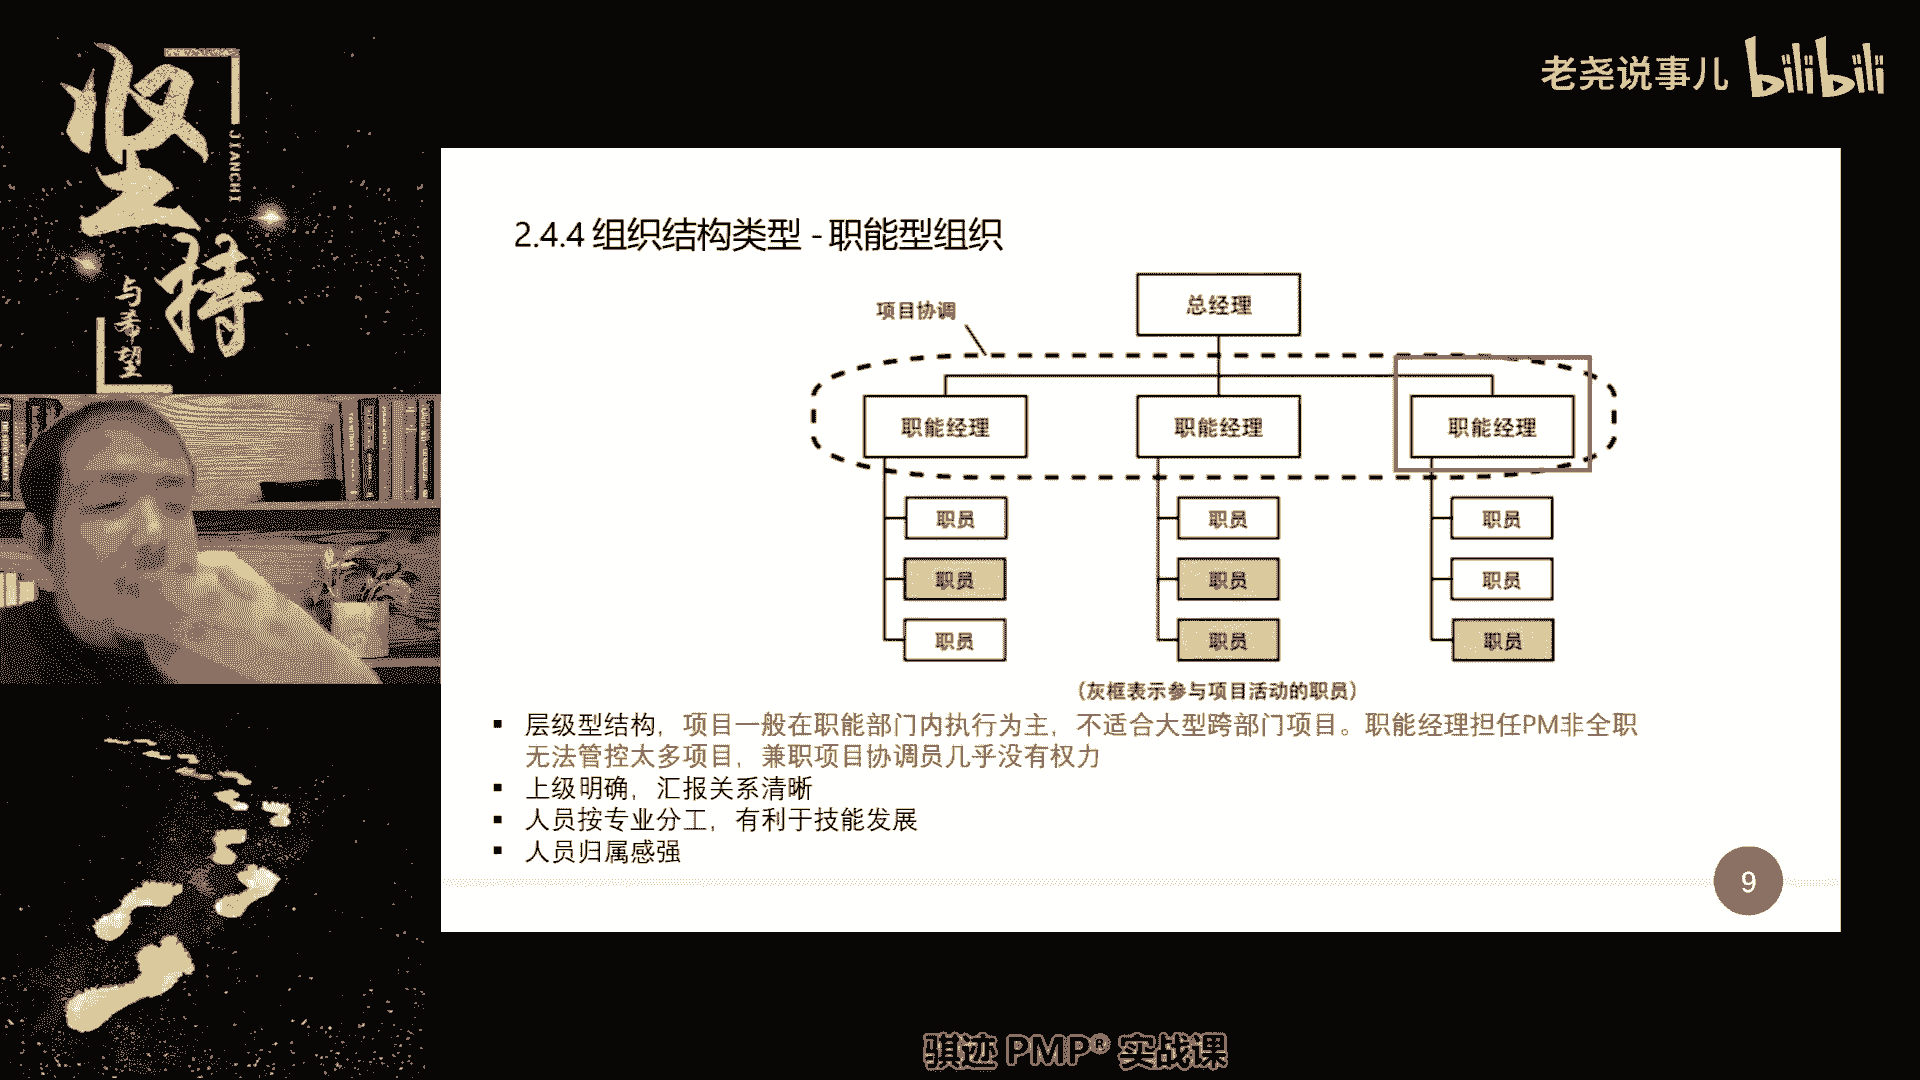 坚持
JIANCHI
与希望
老尧说事儿 bilibili
2.4.4 组织结构类型 - 职能型组织
项目协调
总经理
职能经理 职能经理 职能经理
职员 职员 职员
职员 职员 职员
职员 职员 职员
（灰框表示参与项目活动的职员）
▪ 层级型结构，项目一般在职能部门内执行为主，不适合大型跨部门项目。职能经理担任PM非全职
无法管控太多项目，兼职项目协调员几乎没有权力
▪ 上级明确，汇报关系清晰
▪ 人员按专业分工，有利于技能发展
▪ 人员归属感强
9
骐迹 PMP® 实战课